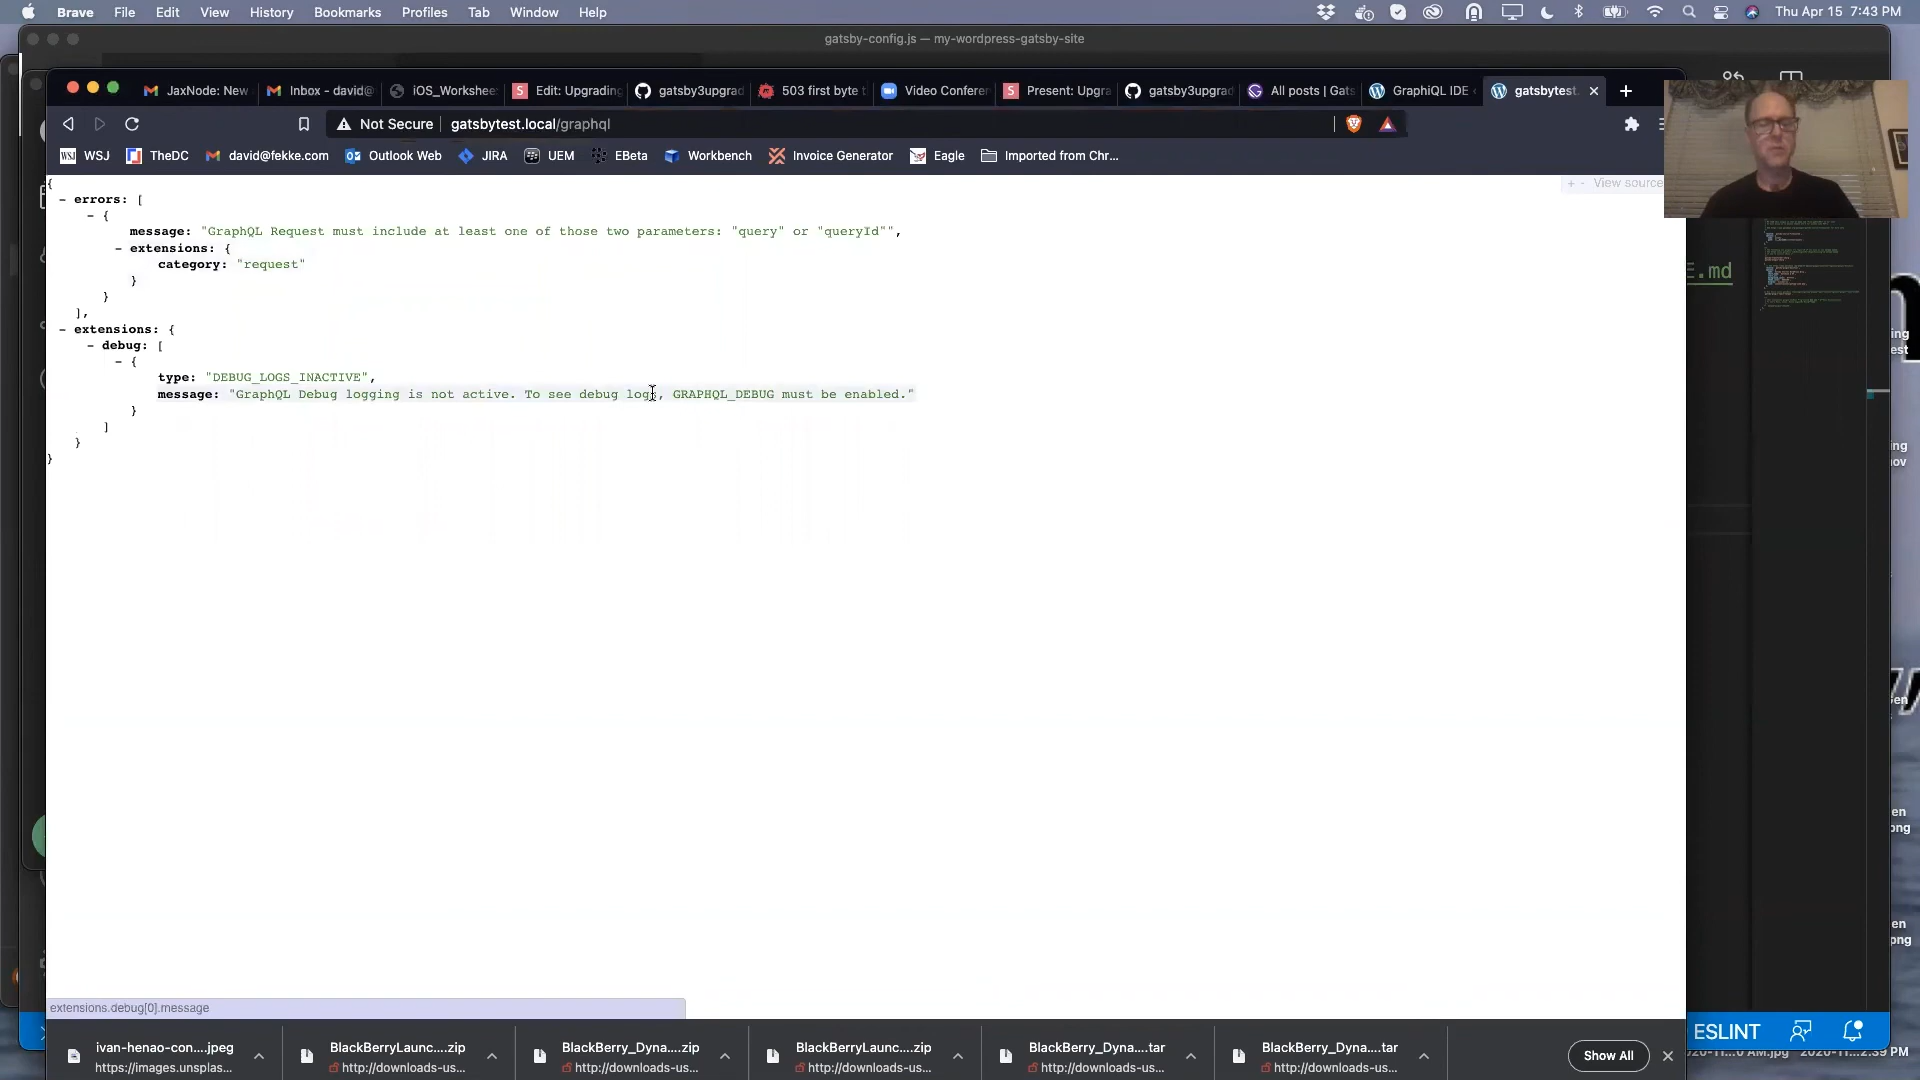 Brave File Edit View History Bookmarks Profiles Tab Window Help Thu Apr 15 7:43 PM
gatsby-config.js — my-wordpress-gatsby-site
JaxNode: New Inbox - david@ iOS_Workshee Edit: Upgrading gatsby3upgrad 503 first byte t Video Conferen Present: Upgra gatsby3upgrad All posts | Gats GraphiQL IDE gatsbytest.
Not Secure gatsbytest.local/graphql
WSJ TheDC david@fekke.com Outlook Web JIRA UEM EBeta Workbench Invoice Generator Eagle Imported from Chr...
{
+ - View source
- errors: [
- {
message: "GraphQL Request must include at least one of those two parameters: "query" or "queryId"",
- extensions: {
category: "request"
}
}
],
- extensions: {
- debug: [
- {
type: "DEBUG_LOGS_INACTIVE",
message: "GraphQL Debug logging is not active. To see debug logs, GRAPHQL_DEBUG must be enabled."
}
]
}
}
E.md
extensions.debug[0].message
ESLINT
ivan-henao-con....jpeg BlackBerryLaunc....zip BlackBerry_Dyna....zip BlackBerryLaunc....zip BlackBerry_Dyna....tar BlackBerry_Dyna....tar Show All
https://images.unsplas... http://downloads-us... http://downloads-us... http://downloads-us... http://downloads-us... http://downloads-us...